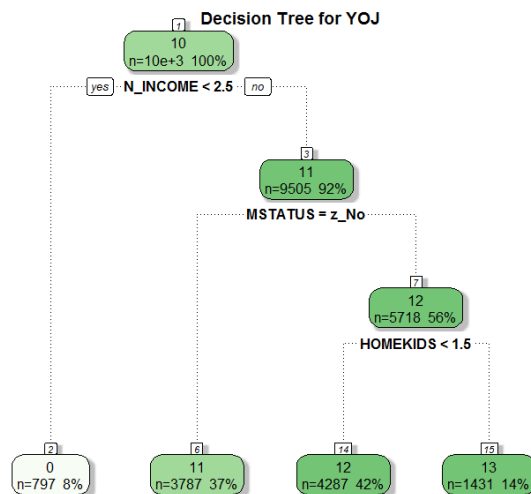 Decision Tree for YOJ
1
10
n=10e+3 100%
yes N_INCOME < 2.5 no
3
11
n=9505 92%
MSTATUS = z_No
7
12
n=5718 56%
HOMEKIDS < 1.5
2
0
n=797 8%
6
11
n=3787 37%
14
12
n=4287 42%
15
13
n=1431 14%